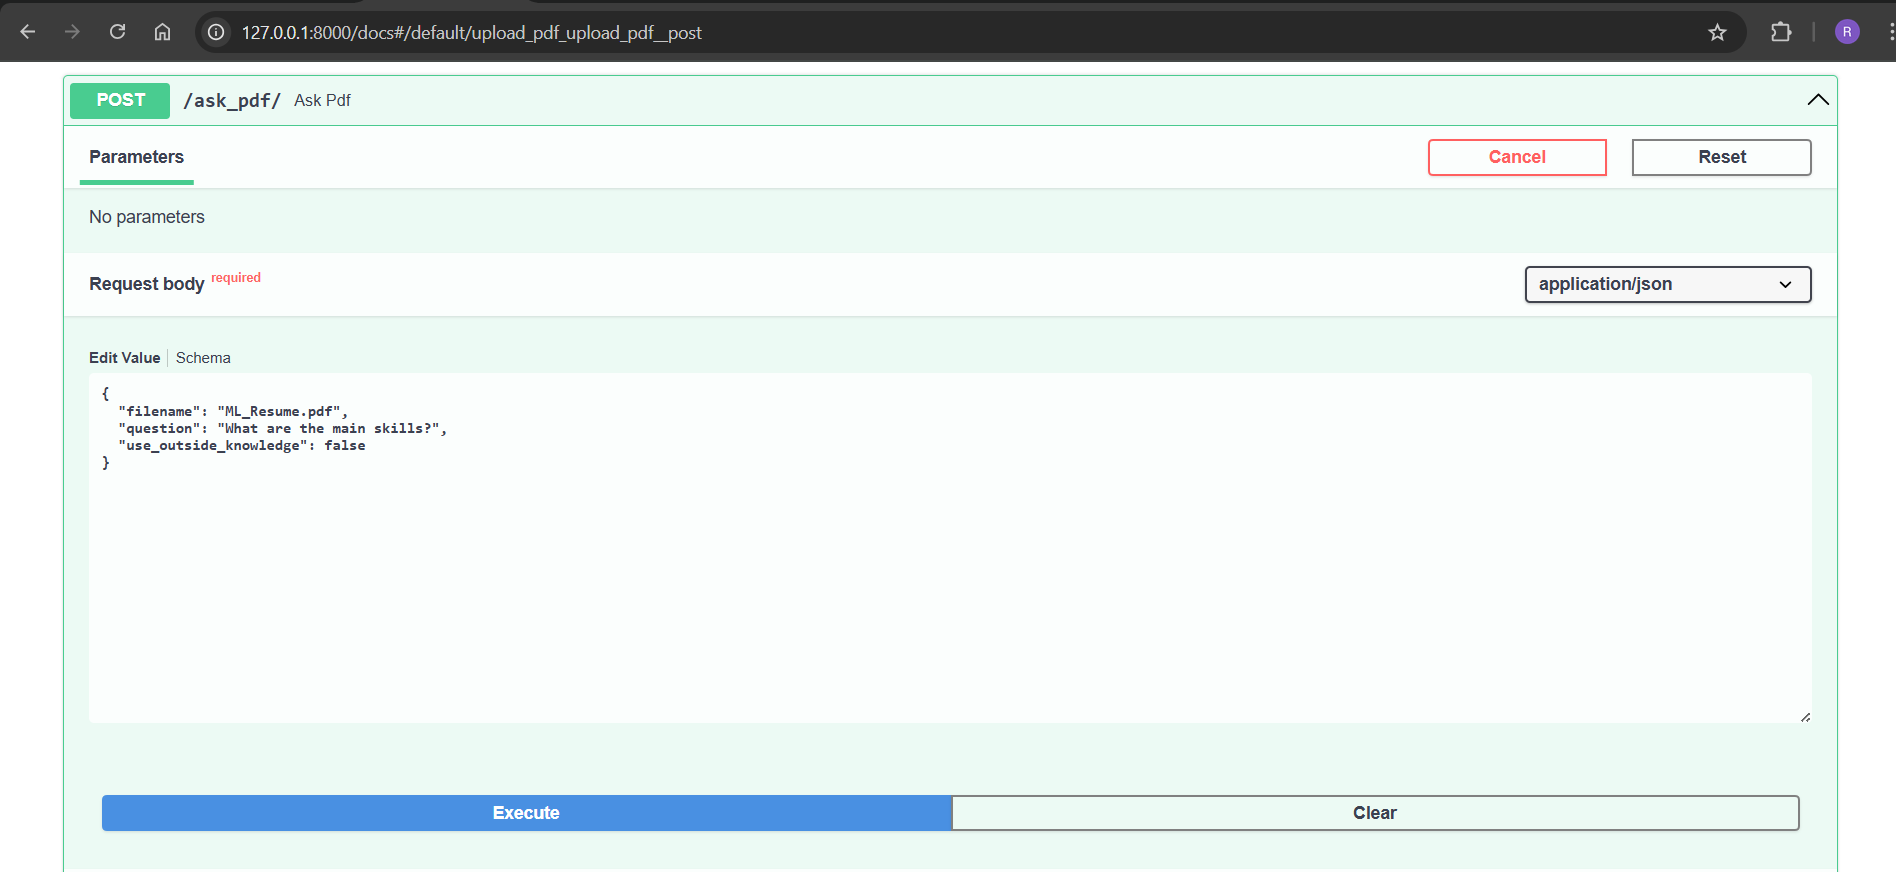 127.0.0.1:8000/docs#/default/upload_pdf_upload_pdf__post
R
POST /ask_pdf/ Ask Pdf
Parameters
Cancel
Reset
No parameters
Request body required
application/json
Edit Value | Schema
{
  "filename": "ML_Resume.pdf",
  "question": "What are the main skills?",
  "use_outside_knowledge": false
}
Execute
Clear